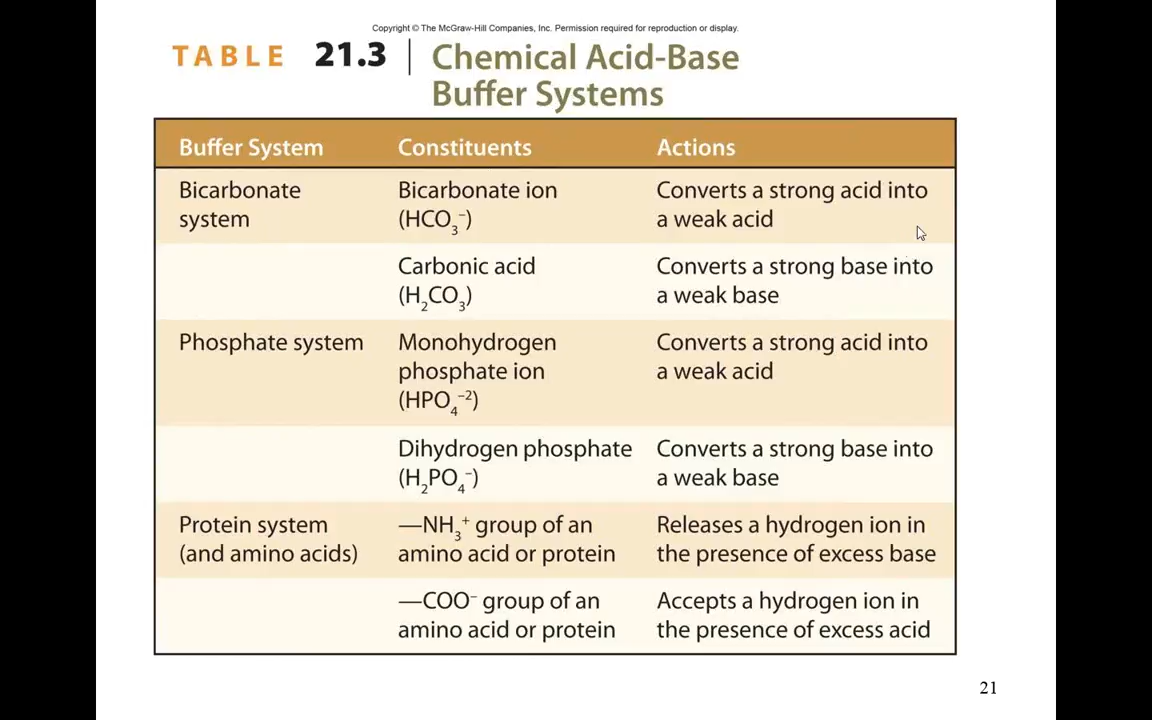 Copyright © The McGraw-Hill Companies, Inc. Permission required for reproduction or display.
TABLE 21.3 | Chemical Acid-Base
Buffer Systems
Buffer System Constituents Actions
Bicarbonate Bicarbonate ion Converts a strong acid into
system (HCO₃⁻) a weak acid
Carbonic acid Converts a strong base into
(H₂CO₃) a weak base
Phosphate system Monohydrogen Converts a strong acid into
phosphate ion a weak acid
(HPO₄⁻²)
Dihydrogen phosphate Converts a strong base into
(H₂PO₄⁻) a weak base
Protein system —NH₃⁺ group of an Releases a hydrogen ion in
(and amino acids) amino acid or protein the presence of excess base
—COO⁻ group of an Accepts a hydrogen ion in
amino acid or protein the presence of excess acid
21